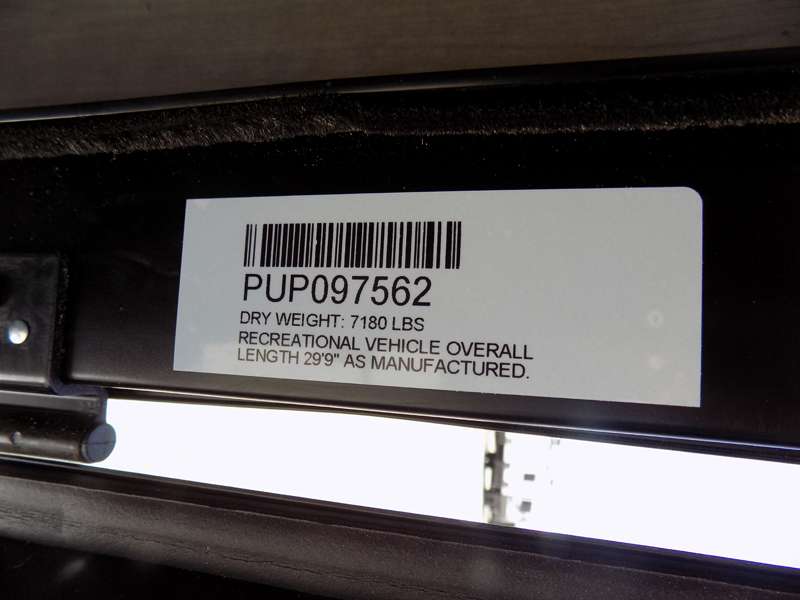 PUP097562
DRY WEIGHT: 7180 LBS
RECREATIONAL VEHICLE OVERALL
LENGTH 29'9" AS MANUFACTURED.